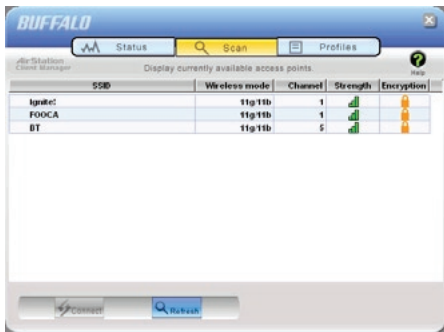 BUFFALO
Status Scan Profiles
AirStation
Client Manager
Display currently available access points.
Help
SSID Wireless mode Channel Strength Encryption
Ignite! 11g/11b 1
FOOCA 11g/11b 1
BT 11g/11b 5
Connect Refresh